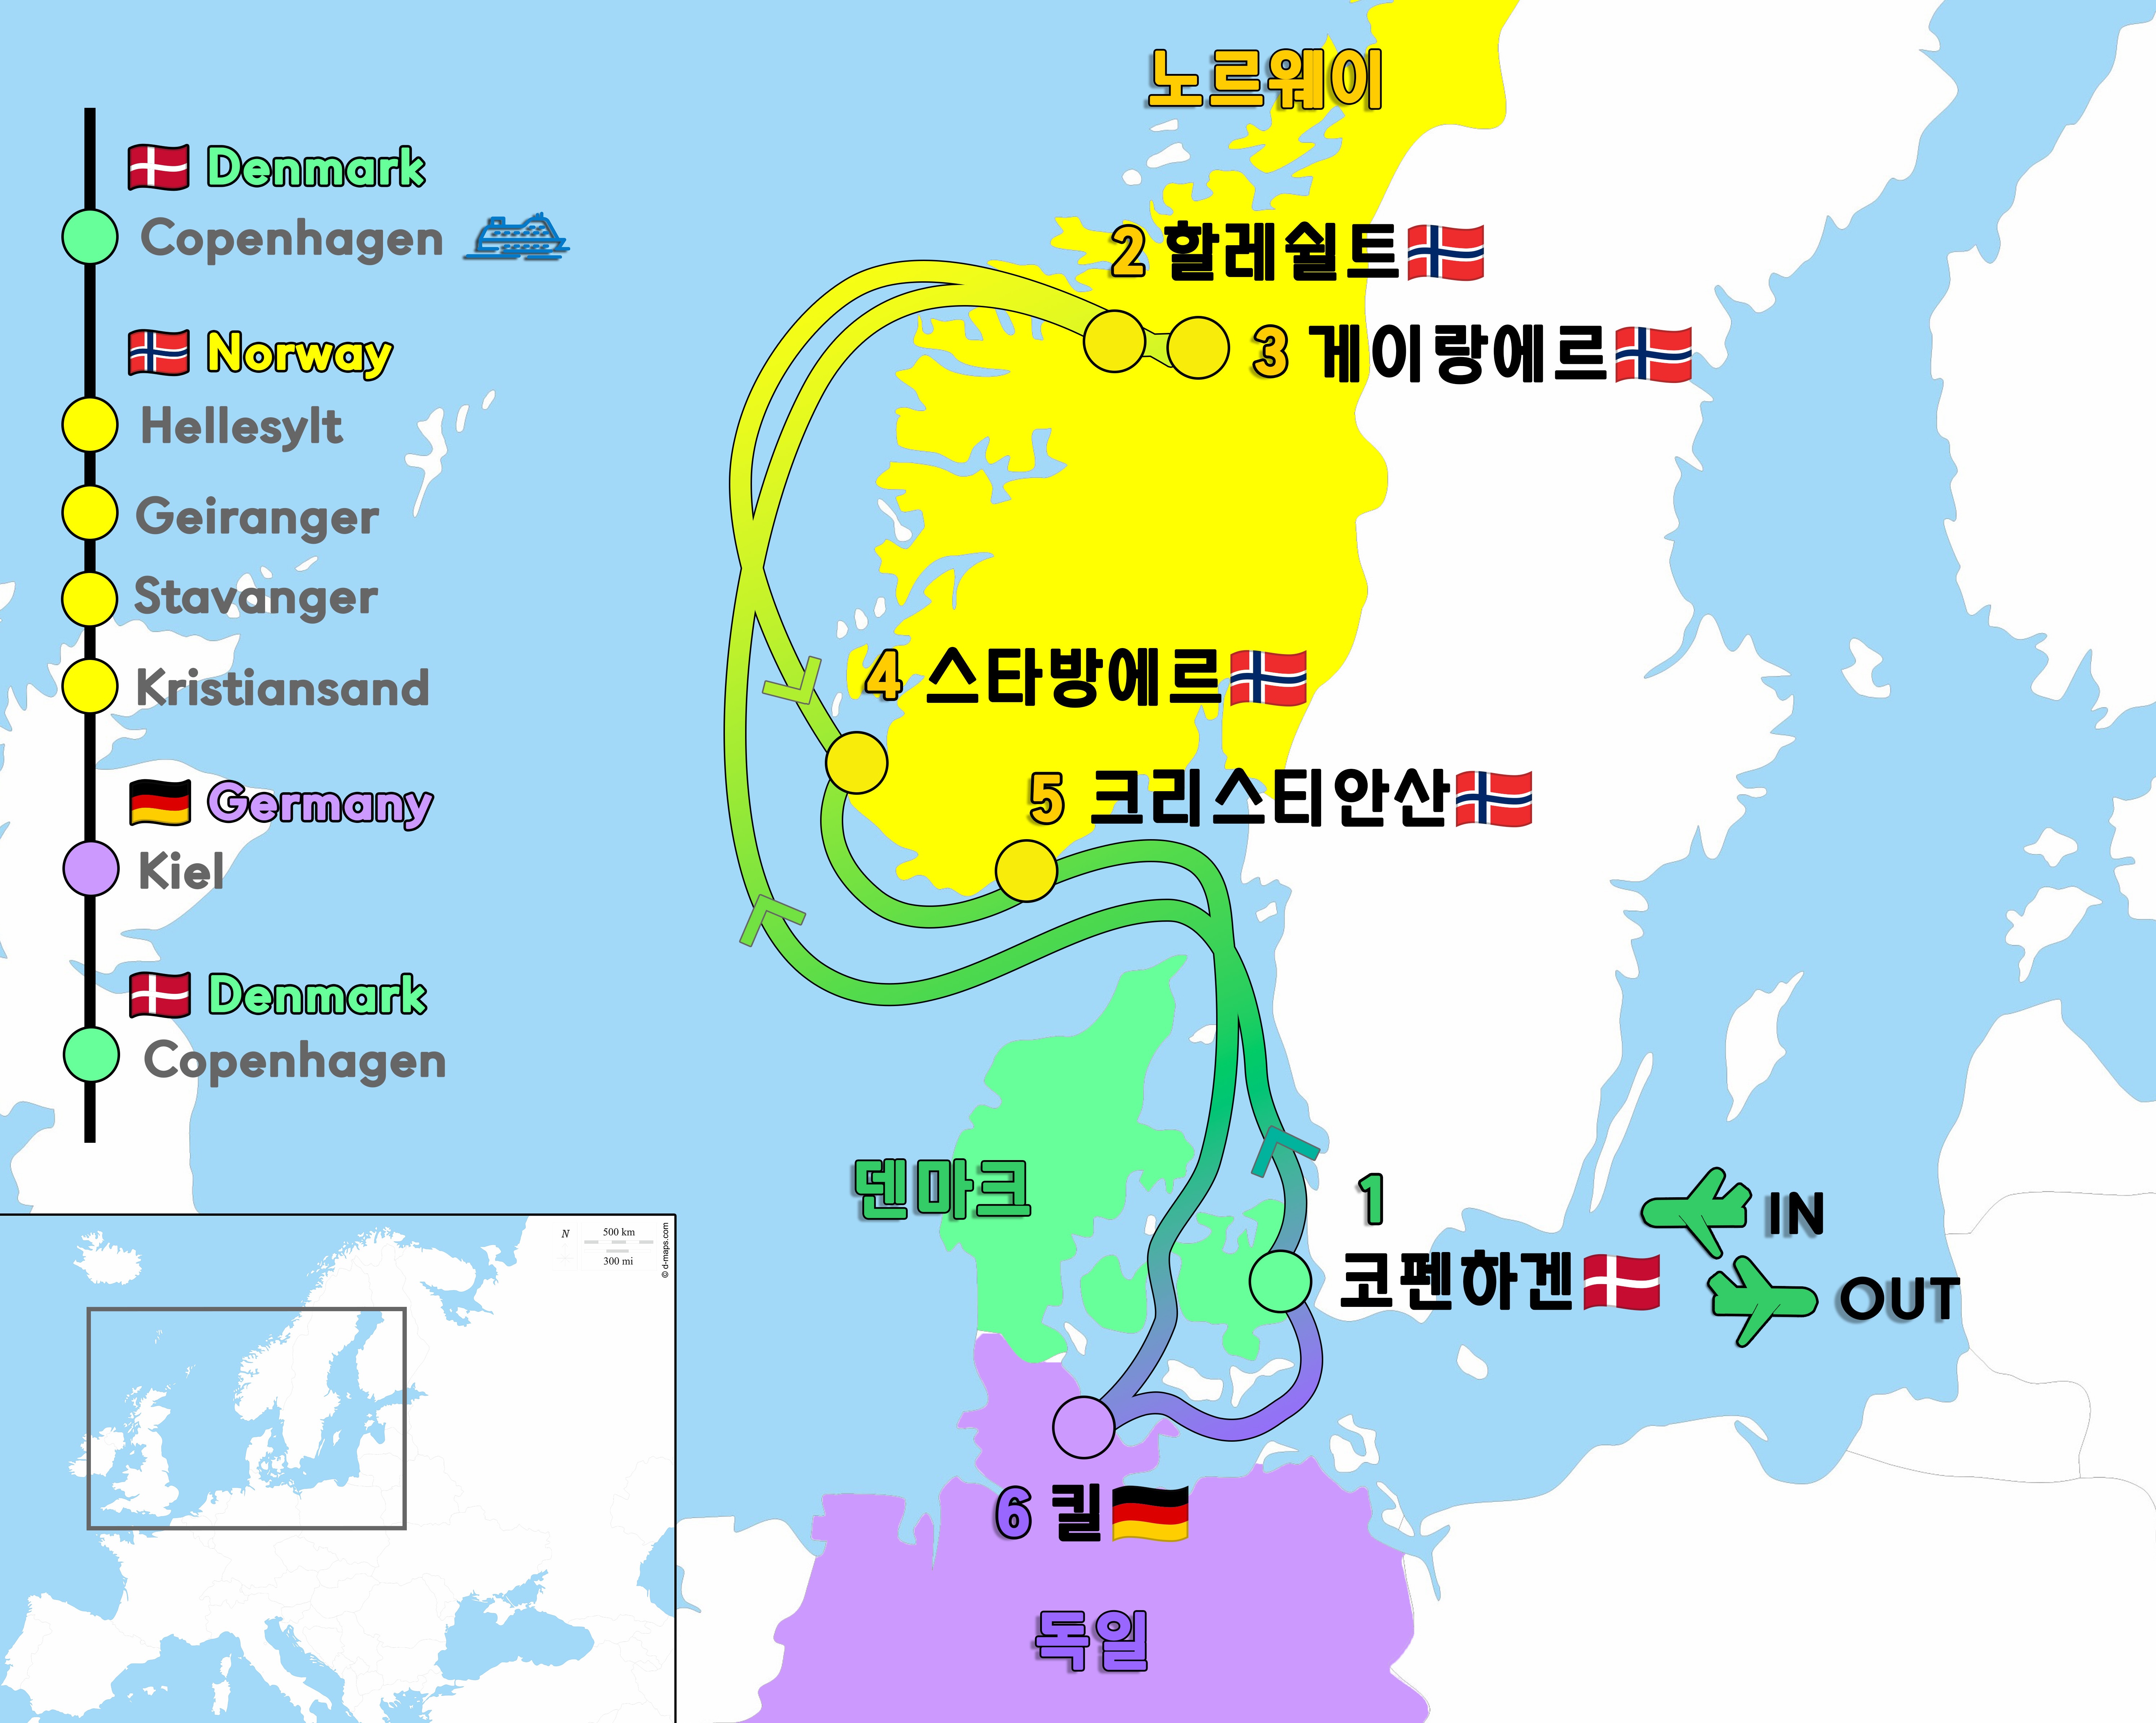 Denmark
Copenhagen
Norway
Hellesylt
Geiranger
Stavanger
Kristiansand
Germany
Kiel
Denmark
Copenhagen
노르웨이
2 할레쉴트
3 게이랑에르
4 스타방에르
5 크리스티안산
덴마크
1
코펜하겐
IN
OUT
6 킬
독일
N
500 km
300 mi
© d-maps.com